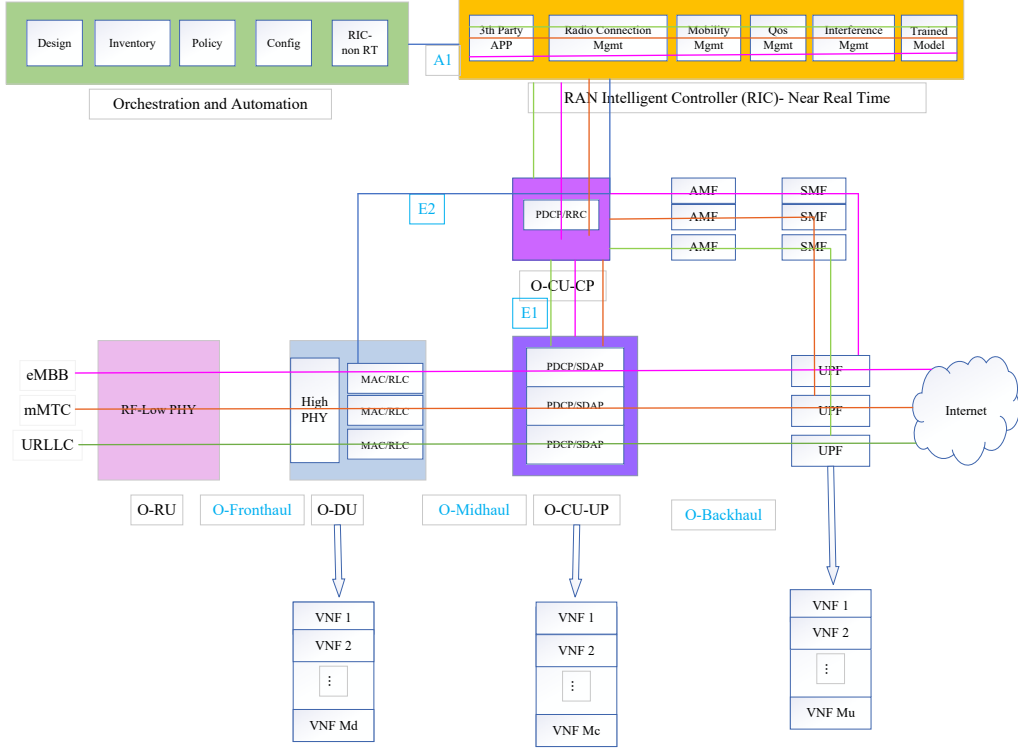 Design
Inventory
Policy
Config
RIC-
non RT
A1
3th Party
APP
Radio Connection
Mgmt
Mobility
Mgmt
Qos
Mgmt
Interference
Mgmt
Trained
Model
Orchestration and Automation
RAN Intelligent Controller (RIC)- Near Real Time
E2
PDCP/RRC
AMF
SMF
AMF
SMF
AMF
SMF
O-CU-CP
E1
eMBB
mMTC
URLLC
RF-Low PHY
High
PHY
MAC/RLC
MAC/RLC
MAC/RLC
PDCP/SDAP
PDCP/SDAP
PDCP/SDAP
UPF
UPF
UPF
Internet
O-RU
O-Fronthaul
O-DU
O-Midhaul
O-CU-UP
O-Backhaul
VNF 1
VNF 2
⋮
VNF Md
VNF 1
VNF 2
⋮
VNF Mc
VNF 1
VNF 2
⋮
VNF Mu